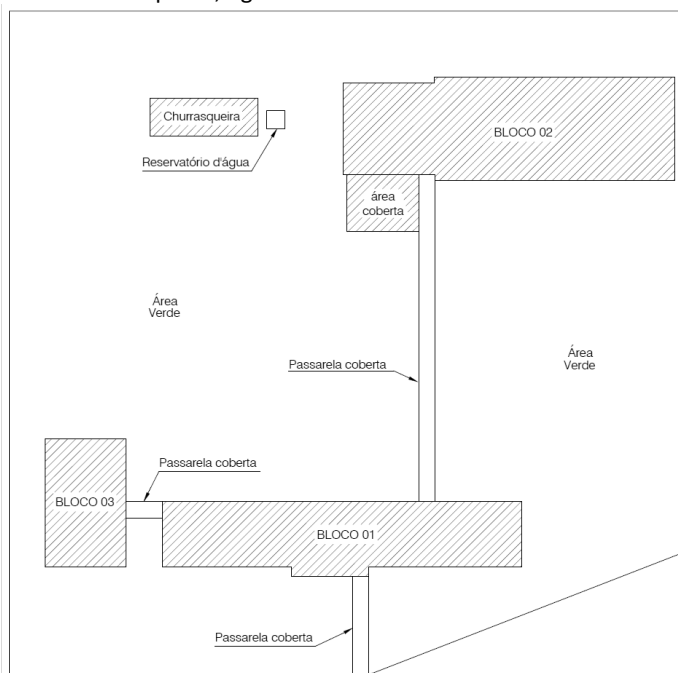 Churrasqueira
BLOCO 02
Reservatório d'água
área
coberta
Área
Verde
Passarela coberta
Área
Verde
Passarela coberta
BLOCO 03
BLOCO 01
Passarela coberta